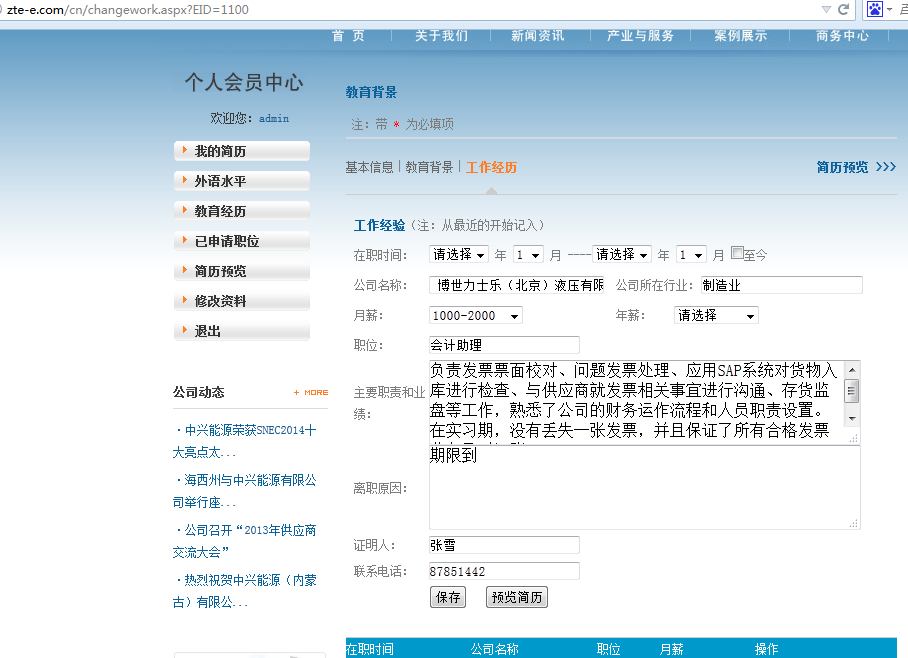 zte-e.com/cn/changework.aspx?EID=1100
首 页 关于我们 新闻资讯 产业与服务 案例展示 商务中心
个人会员中心
欢迎您：admin
我的简历
外语水平
教育经历
已申请职位
简历预览
修改资料
退出
公司动态 + MORE
·中兴能源荣获SNEC2014十
大亮点太...
·海西州与中兴能源有限公
司举行座...
·公司召开“2013年供应商
交流大会”
·热烈祝贺中兴能源（内蒙
古）有限公...
教育背景
注：带 * 为必填项
基本信息 | 教育背景 | 工作经历 简历预览 >>>
工作经验（注：从最近的开始记入）
在职时间： 请选择 年 1 月 ---- 请选择 年 1 月 至今
公司名称： 博世力士乐（北京）液压有限 公司所在行业： 制造业
月薪： 1000-2000 年薪： 请选择
职位： 会计助理
主要职责和业
绩：
负责发票票面校对、问题发票处理、应用SAP系统对货物入
库进行检查、与供应商就发票相关事宜进行沟通、存货监
盘等工作，熟悉了公司的财务运作流程和人员职责设置。
在实习期，没有丢失一张发票，并且保证了所有合格发票
离职原因： 期限到
证明人： 张雪
联系电话： 87851442
保存 预览简历
在职时间 公司名称 职位 月薪 操作